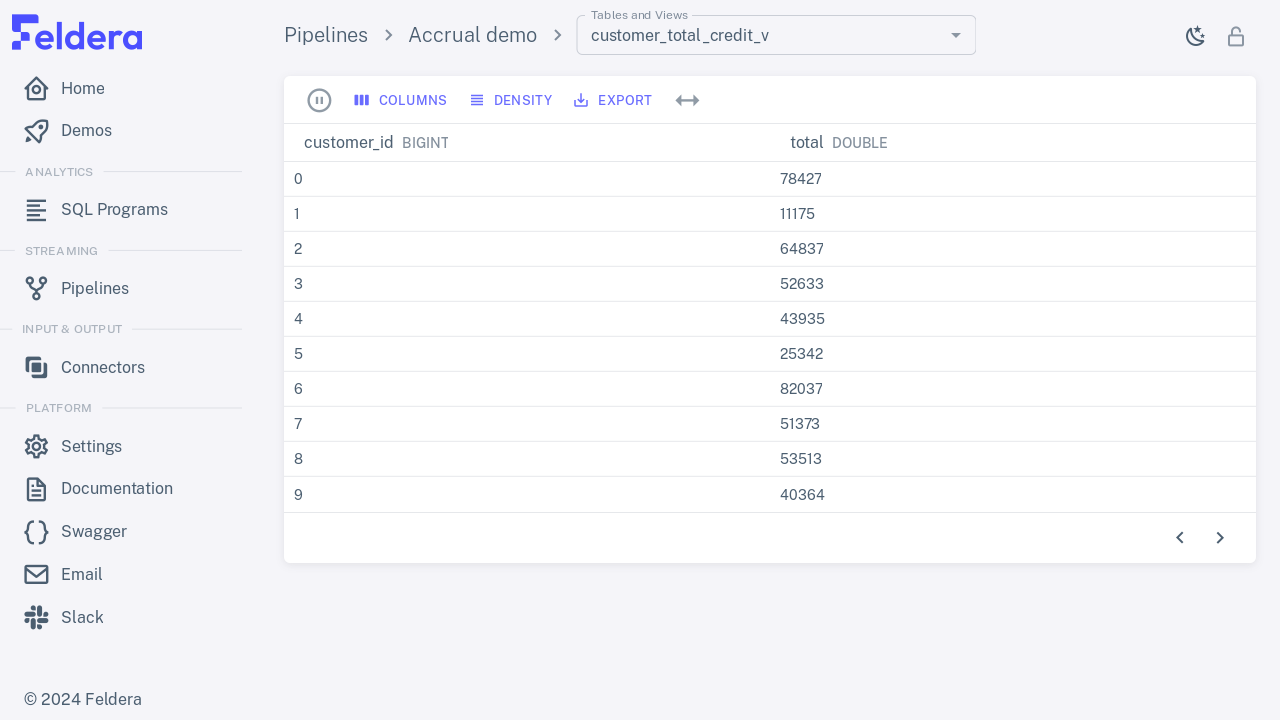 Feldera
Pipelines > Accrual demo >
Tables and Views
customer_total_credit_v
Home
Demos
ANALYTICS
SQL Programs
STREAMING
Pipelines
INPUT & OUTPUT
Connectors
PLATFORM
Settings
Documentation
Swagger
Email
Slack
© 2024 Feldera
COLUMNS DENSITY EXPORT
customer_id BIGINT total DOUBLE
0 78427
1 11175
2 64837
3 52633
4 43935
5 25342
6 82037
7 51373
8 53513
9 40364